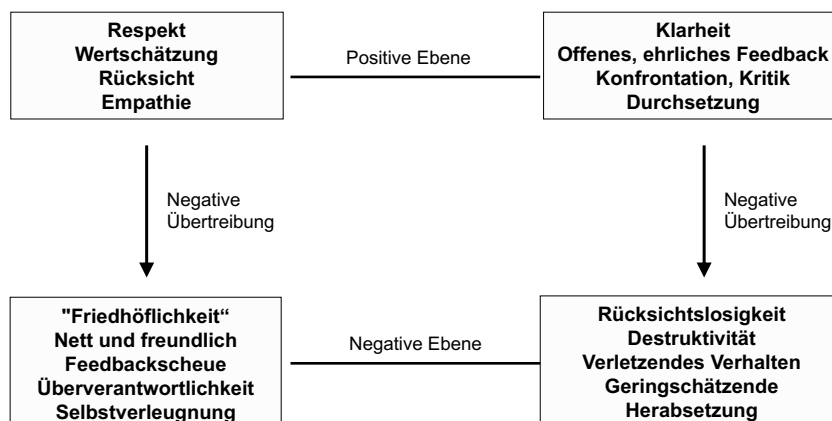 Respekt
Wertschätzung
Rücksicht
Empathie
Positive Ebene
Klarheit
Offenes, ehrliches Feedback
Konfrontation, Kritik
Durchsetzung
Negative
Übertreibung
Negative
Übertreibung
"Friedhöflichkeit“
Nett und freundlich
Feedbackscheue
Überverantwortlichkeit
Selbstverleugnung
Negative Ebene
Rücksichtslosigkeit
Destruktivität
Verletzendes Verhalten
Geringschätzende
Herabsetzung